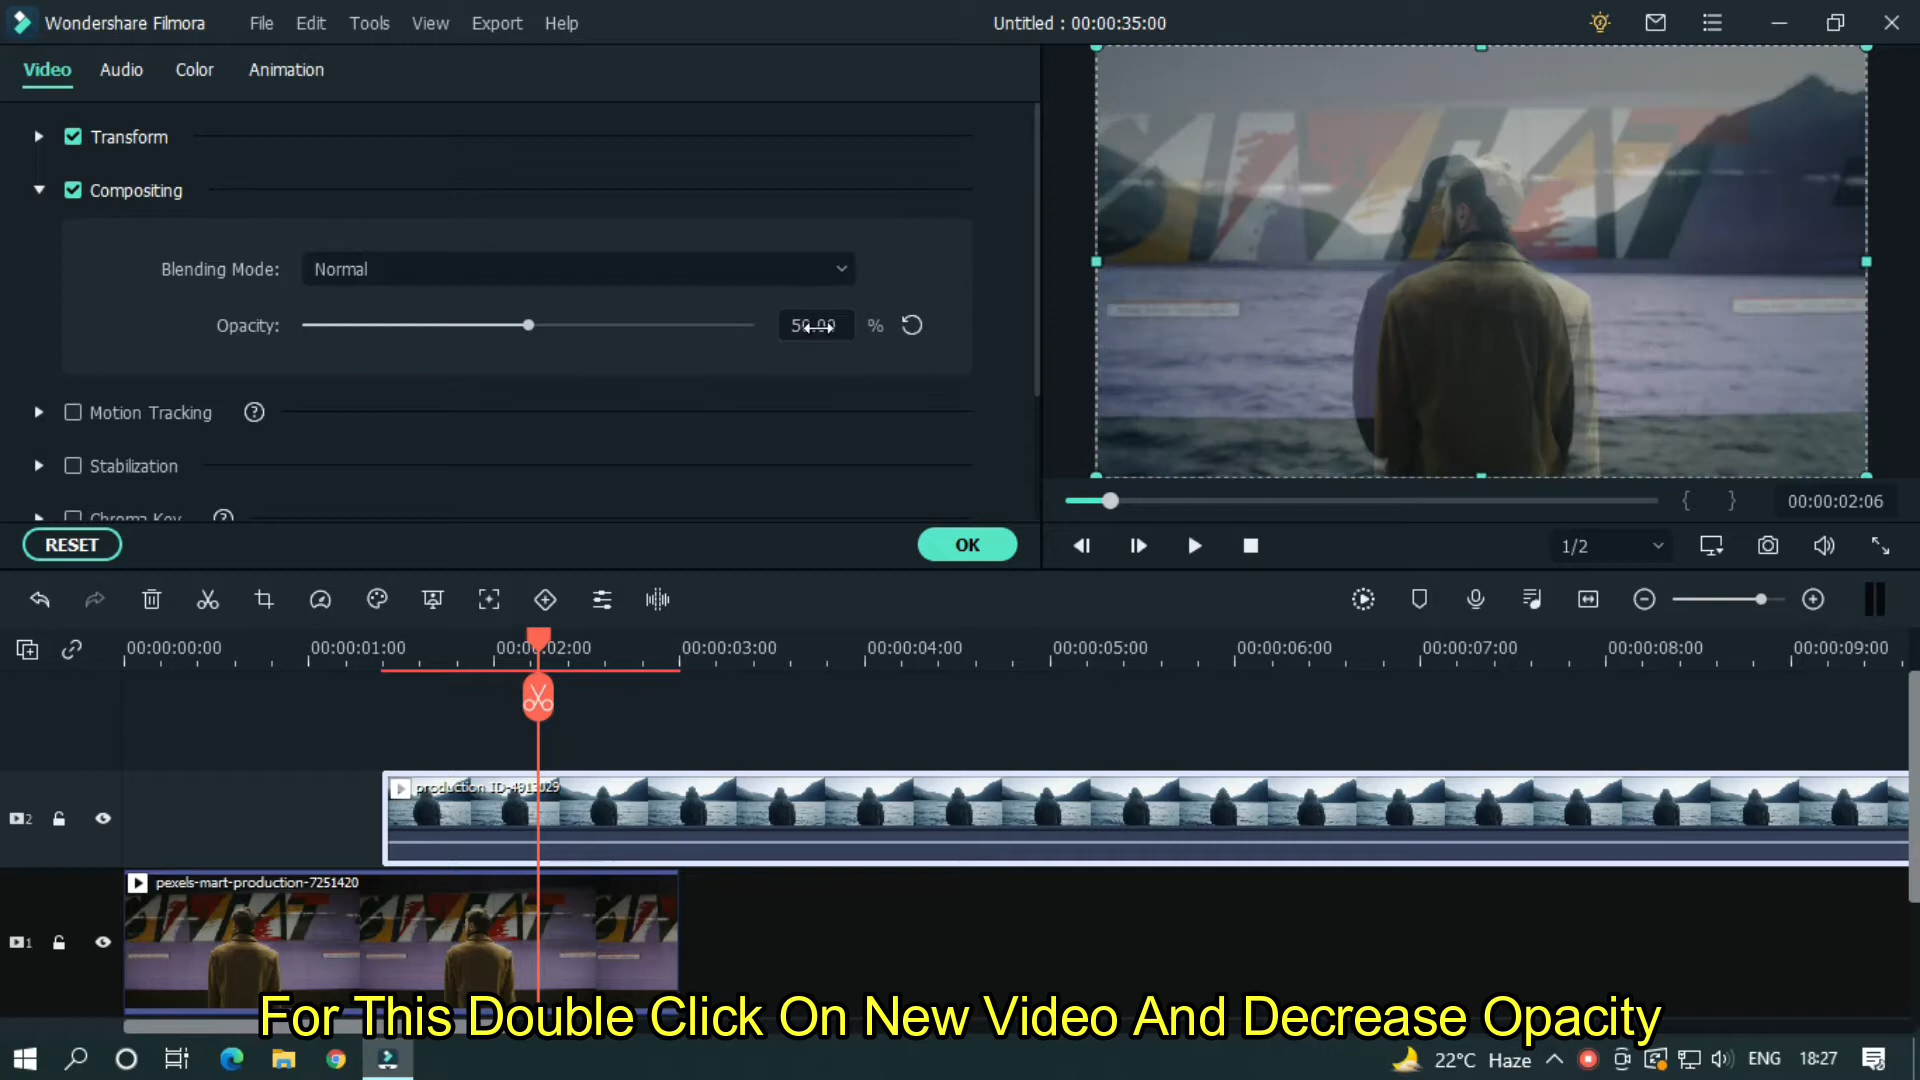 Wondershare Filmora File Edit Tools View Export Help Untitled : 00:00:35:00
Video Audio Color Animation
Transform
Compositing
Blending Mode: Normal
Opacity: 50.00 %
Motion Tracking
Stabilization
Chroma Key
RESET OK
00:00:02:06
1/2
00:00:00:00 00:00:01:00 00:00:02:00 00:00:03:00 00:00:04:00 00:00:05:00 00:00:06:00 00:00:07:00 00:00:08:00 00:00:09:00
production ID-4913029
2
pexels-mart-production-7251420
1
For This Double Click On New Video And Decrease Opacity
22°C Haze ENG 18:27